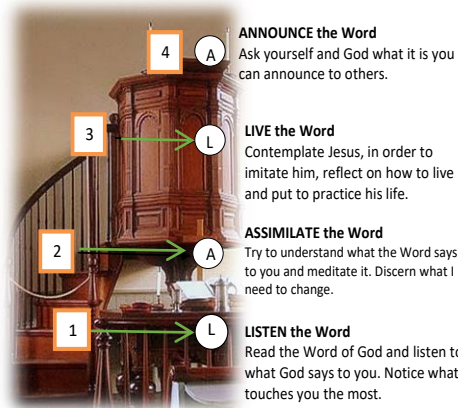 4
A
ANNOUNCE the Word
Ask yourself and God what it is you
can announce to others.
3
L
LIVE the Word
Contemplate Jesus, in order to
imitate him, reflect on how to live
and put to practice his life.
2
A
ASSIMILATE the Word
Try to understand what the Word says
to you and meditate it. Discern what I
need to change.
1
L
LISTEN the Word
Read the Word of God and listen to
what God says to you. Notice what
touches you the most.